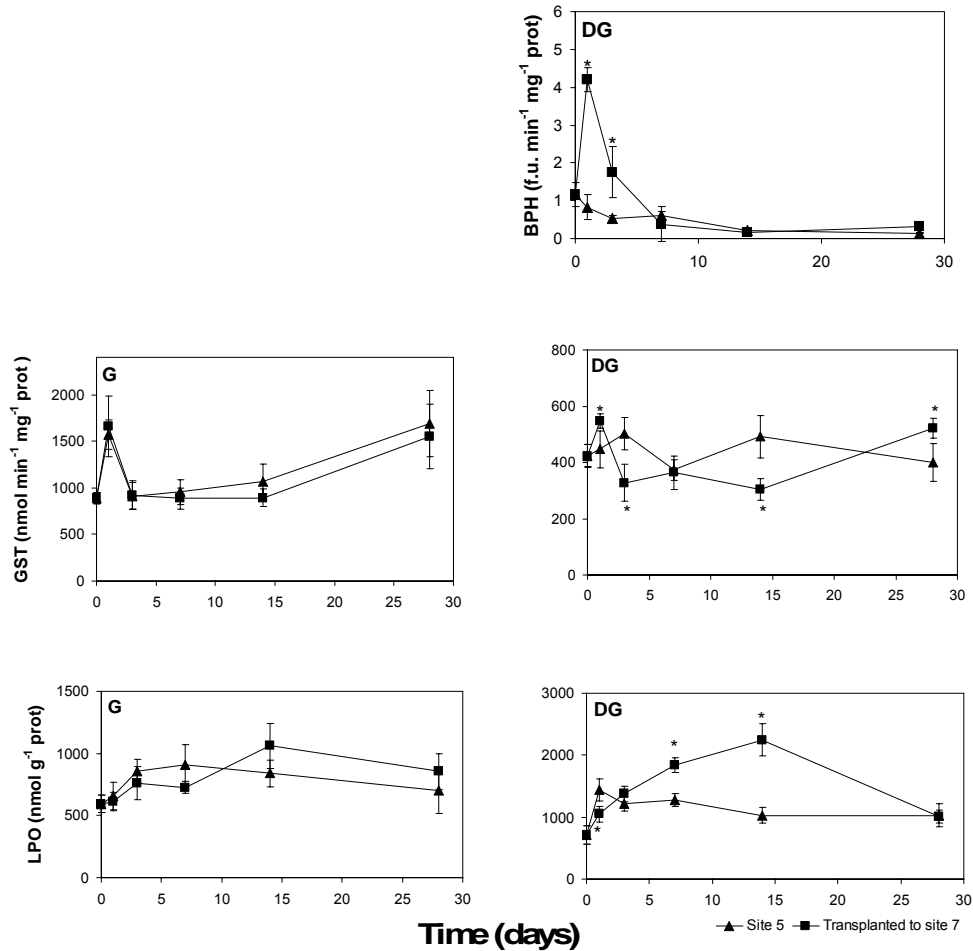 DG
6
5
4
3
2
1
0
BPH (f.u. min-1 mg-1 prot)
* *
0 10 20 30
G
2000
1500
1000
500
0
GST (nmol min-1 mg-1 prot )
0 5 10 15 20 25 30
DG
800
600
400
200
0
* * * *
0 5 10 15 20 25 30
G
1500
1000
500
0
LPO (nmol g-1 prot)
0 5 10 15 20 25 30
DG
3000
2000
1000
0
* * *
0 5 10 15 20 25 30
Time (days)
Site 5 Transplanted to site 7